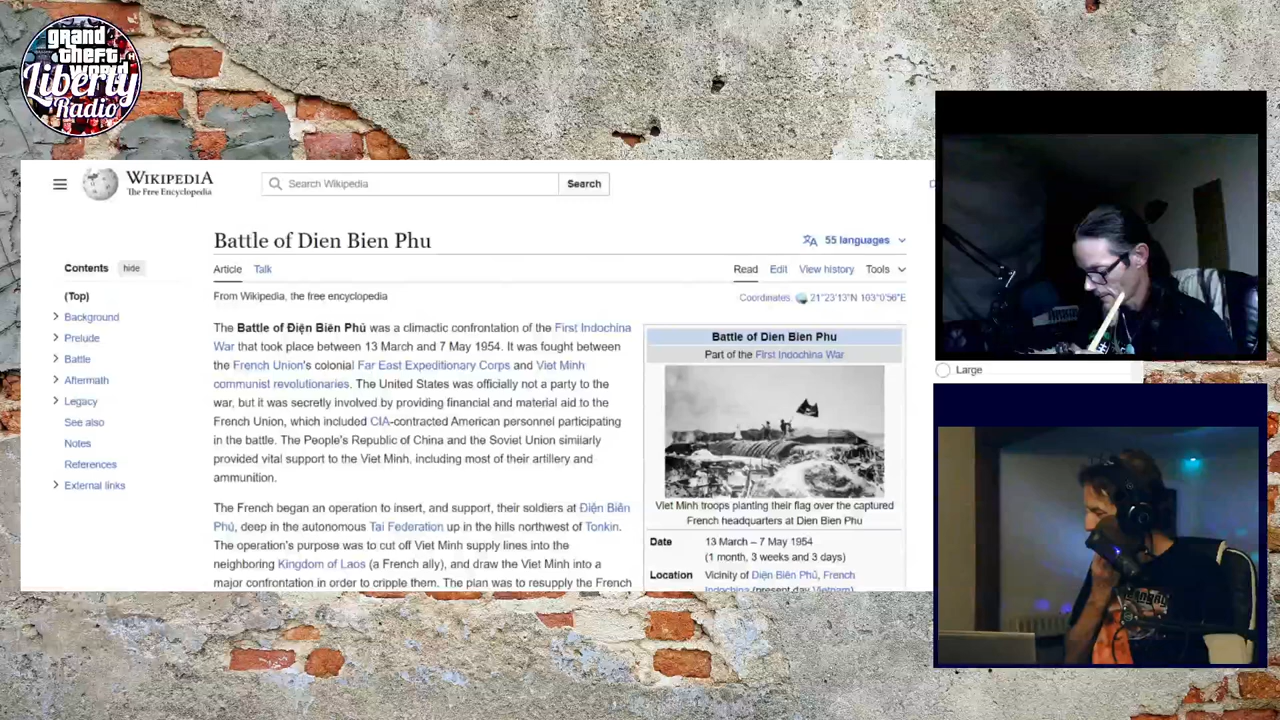 grand
theft
world
Liberty
Radio
WIKIPEDIA
The Free Encyclopedia
Search Wikipedia
Search
Battle of Dien Bien Phu
55 languages
Contents hide
Article Talk
Read Edit View history Tools
(Top)
From Wikipedia, the free encyclopedia
Coordinates
Background
Prelude
Battle
Aftermath
Legacy
See also
Notes
References
External links
The Battle of Điện Biên Phủ was a climactic confrontation of the First Indochina
War that took place between 13 March and 7 May 1954. It was fought between
the French Union's colonial Far East Expeditionary Corps and Viet Minh
communist revolutionaries. The United States was officially not a party to the
war, but it was secretly involved by providing financial and material aid to the
French Union, which included CIA-contracted American personnel participating
in the battle. The People's Republic of China and the Soviet Union similarly
provided vital support to the Viet Minh, including most of their artillery and
ammunition.
The French began an operation to insert, and support, their soldiers at Điện Biên
Phủ, deep in the autonomous Tai Federation up in the hills northwest of Tonkin.
The operation's purpose was to cut off Viet Minh supply lines into the
neighboring Kingdom of Laos (a French ally), and draw the Viet Minh into a
major confrontation in order to cripple them. The plan was to resupply the French
Battle of Dien Bien Phu
Part of the First Indochina War
Viet Minh troops planting their flag over the captured
French headquarters at Dien Bien Phu
Date 13 March – 7 May 1954
(1 month, 3 weeks and 3 days)
Location Vicinity of Điện Biên Phủ, French
Indochina (present day Vietnam)
Large